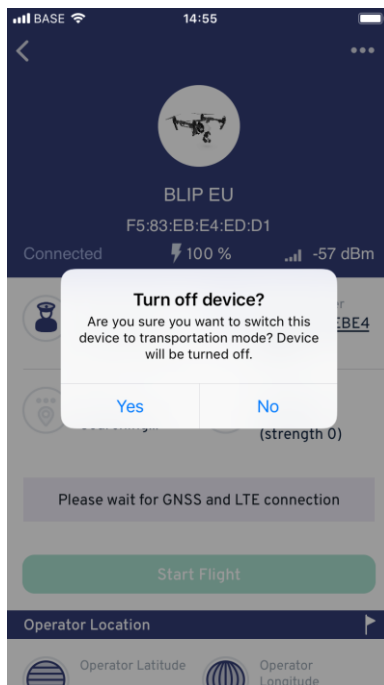 BASE 14:55
BLIP EU
F5:83:EB:E4:ED:D1
Connected 100 % -57 dBm
Turn off device?
Are you sure you want to switch this
device to transportation mode? Device
will be turned off.
EBE4
Yes No
(strength 0)
Please wait for GNSS and LTE connection
Start Flight
Operator Location
Operator Latitude Operator
Longitude